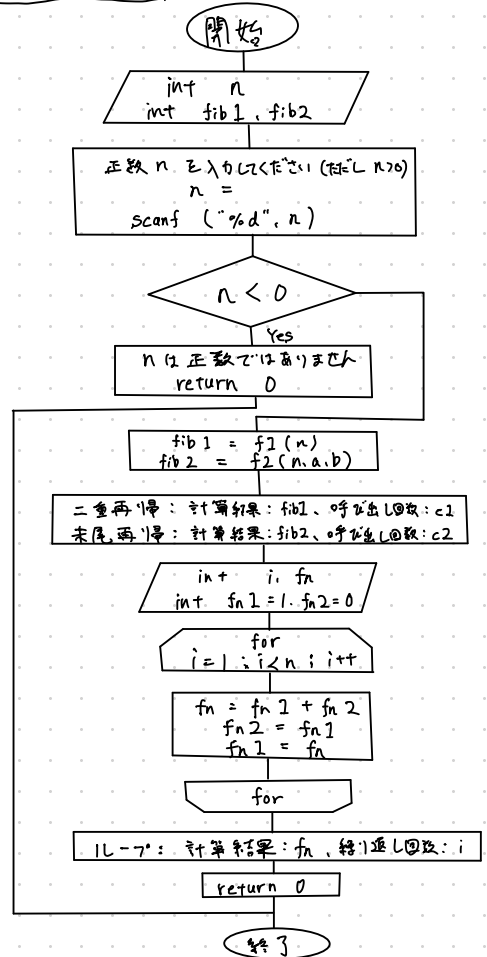 開始
int n
int fib1, fib2
正数 n を入力してください (ただし n>0)
n =
scanf ("%d", n)
n < 0
Yes
n は正数ではありません
return 0
fib1 = f1(n)
fib2 = f2(n,a,b)
二重再帰: 計算結果: fib1、呼び出し回数: c1
末尾再帰: 計算結果: fib2、呼び出し回数: c2
int i, fn
int fn1=1, fn2=0
for
i=1 ; i<n ; i++
fn = fn1 + fn2
fn2 = fn1
fn1 = fn
for
ループ: 計算結果: fn 、繰り返し回数: i
return 0
終了